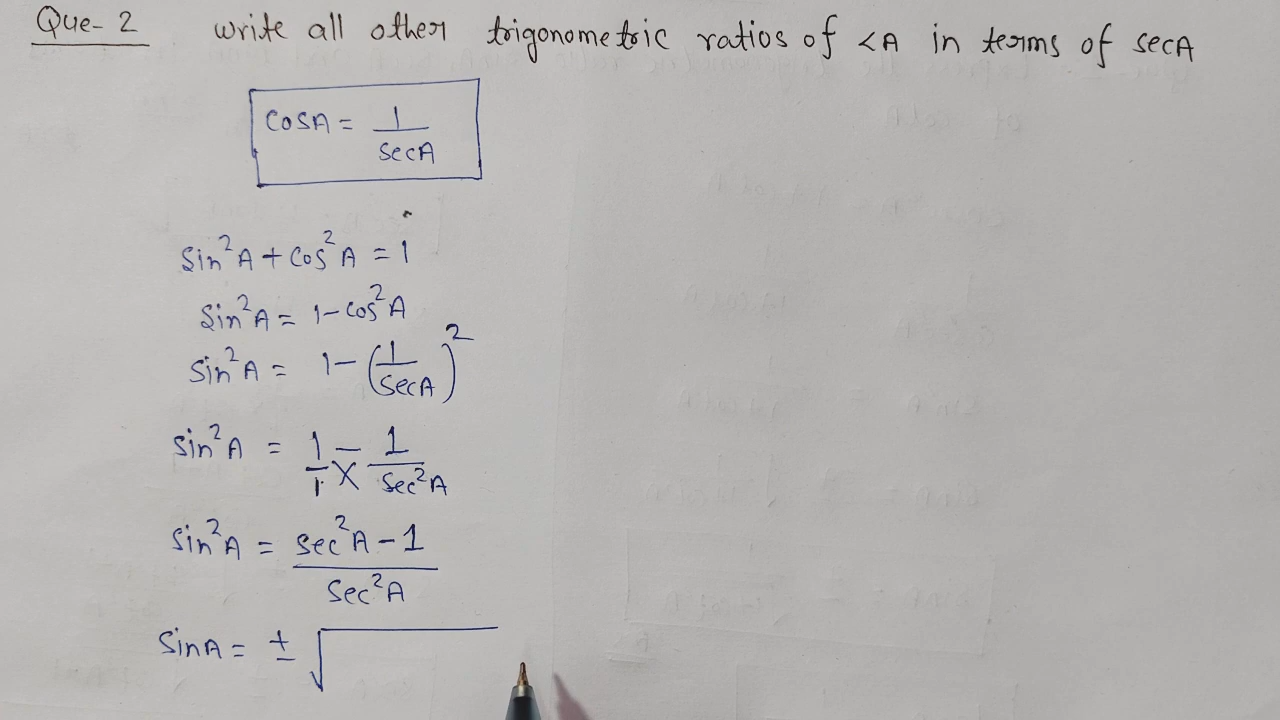 Que-2 write all other trigonometric ratios of <A in terms of secA
cosA = 1/secA
sin²A + cos²A = 1
sin²A = 1 - cos²A
sin²A = 1 - (1/secA)²
sin²A = 1/1 - 1/sec²A
sin²A = sec²A - 1/sec²A
sinA = ± √